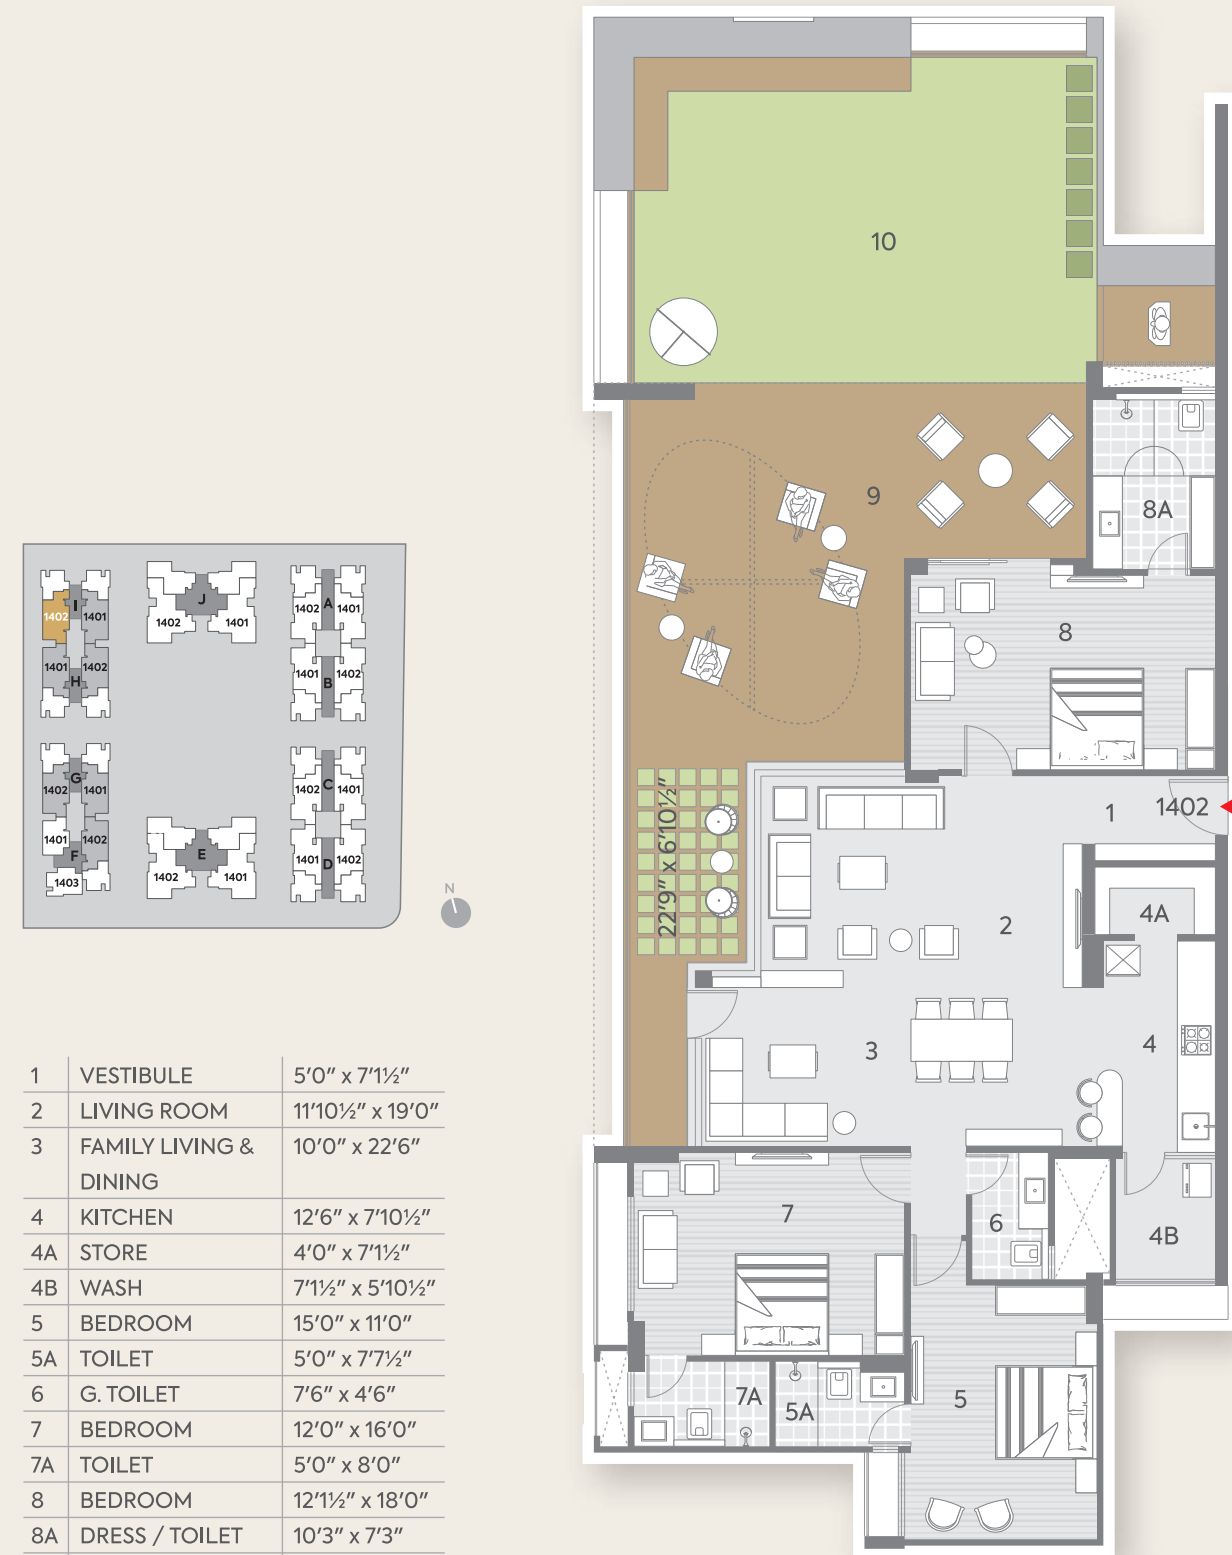 10
9
8A
8
1
1402
22'9" x 6'10½"
4A
2
3
4
7
6
4B
7A
5A
5
I
1402
1401
J
1402
1401
A
1402
1401
1401
1402
H
1401
1402
B
G
1402
1401
C
1402
1401
1401
1402
F
1403
E
1402
1401
1401
1402
D
N
1 VESTIBULE 5'0" x 7'1½"
2 LIVING ROOM 11'10½" x 19'0"
3 FAMILY LIVING & 10'0" x 22'6"
DINING
4 KITCHEN 12'6" x 7'10½"
4A STORE 4'0" x 7'1½"
4B WASH 7'1½" x 5'10½"
5 BEDROOM 15'0" x 11'0"
5A TOILET 5'0" x 7'7½"
6 G. TOILET 7'6" x 4'6"
7 BEDROOM 12'0" x 16'0"
7A TOILET 5'0" x 8'0"
8 BEDROOM 12'1½" x 18'0"
8A DRESS / TOILET 10'3" x 7'3"